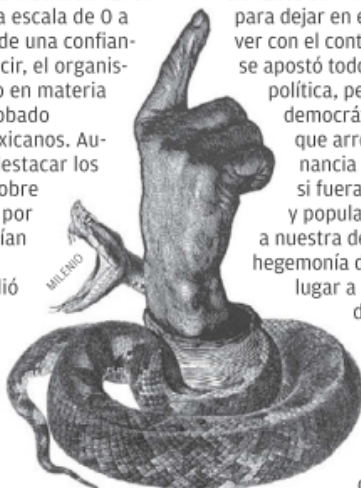 a escala de 0 a
de una confian-
cir, el organis-
o en materia
obado
xicanos. Au-
destacar los
obre
por
ían
lió
MILENIO
para dejar en e
ver con el cont
se apostó todo
política, pe
democrá
que arr
nancia
si fuera
y popula
a nuestra de
hegemonía
lugar a
d